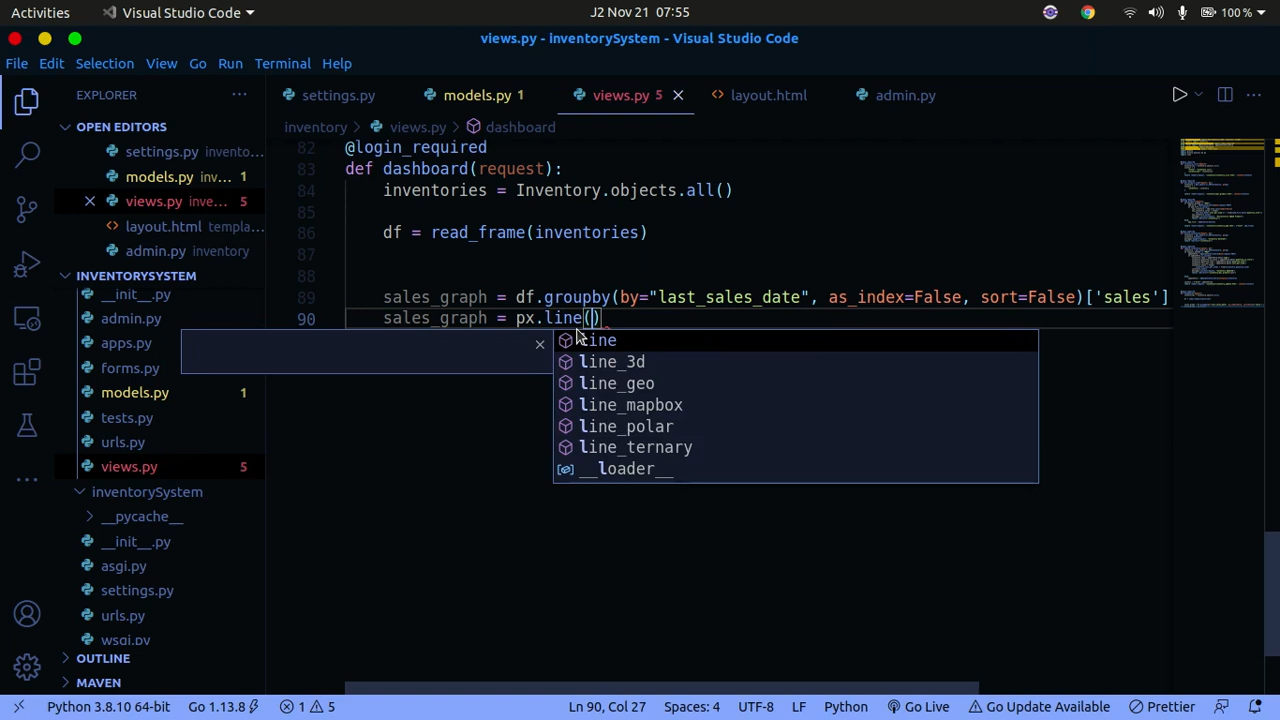 Activities
Visual Studio Code
J2 Nov 21 07:55
100 %
views.py - inventorySystem - Visual Studio Code
File Edit Selection View Go Run Terminal Help
EXPLORER
settings.py
models.py 1
views.py 5
layout.html
admin.py
OPEN EDITORS
settings.py invento...
models.py inv... 1
views.py inve... 5
layout.html templa...
admin.py inventory
INVENTORYSYSTEM
__init__.py
admin.py
apps.py
forms.py
models.py 1
tests.py
urls.py
views.py 5
inventorySystem
__pycache__
__init__.py
asgi.py
settings.py
urls.py
wsgi.py
OUTLINE
MAVEN
inventory > views.py > dashboard
82 @login_required
83 def dashboard(request):
84 inventories = Inventory.objects.all()
85
86 df = read_frame(inventories)
87
88
89 sales_graph = df.groupby(by="last_sales_date", as_index=False, sort=False)['sales']
90 sales_graph = px.line()
line
line_3d
line_geo
line_mapbox
line_polar
line_ternary
__loader__
Python 3.8.10 64-bit
Go 1.13.8
1 5
Ln 90, Col 27
Spaces: 4
UTF-8
LF
Python
Go Live
Go Update Available
Prettier